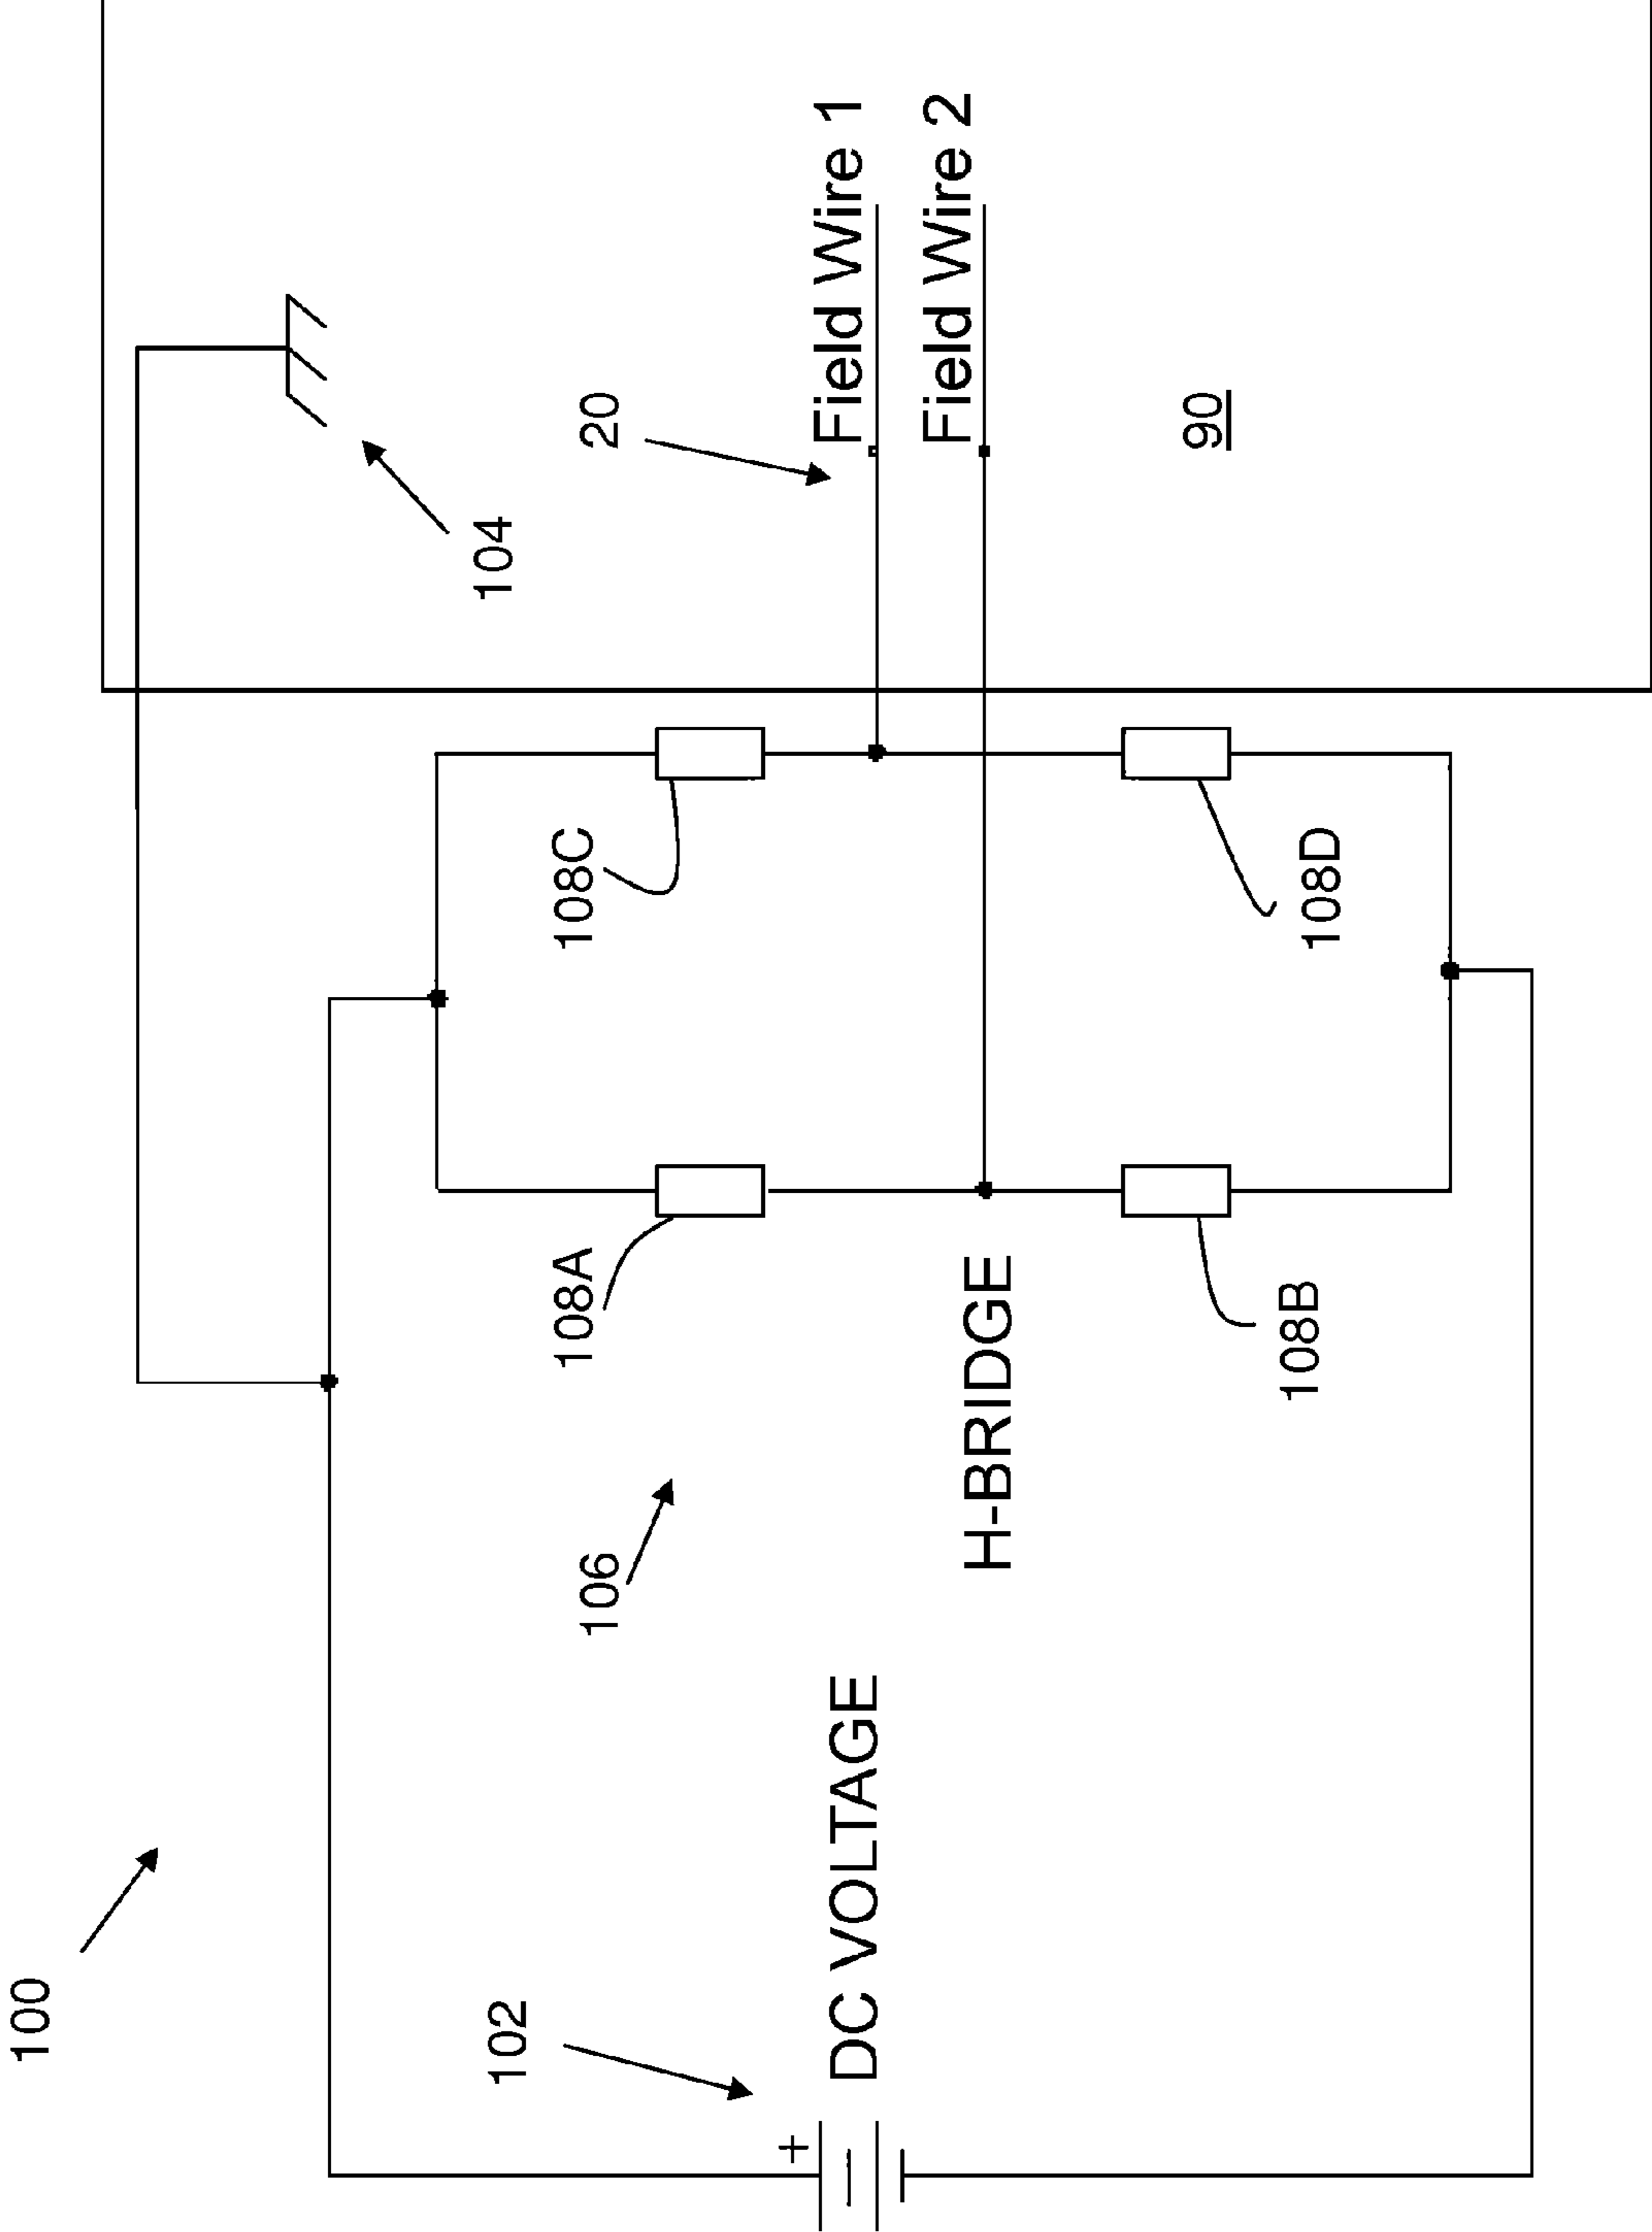 100
102
+
DC VOLTAGE
106
H-BRIDGE
108A
108B
108C
108D
104
20
Field Wire 1
Field Wire 2
90